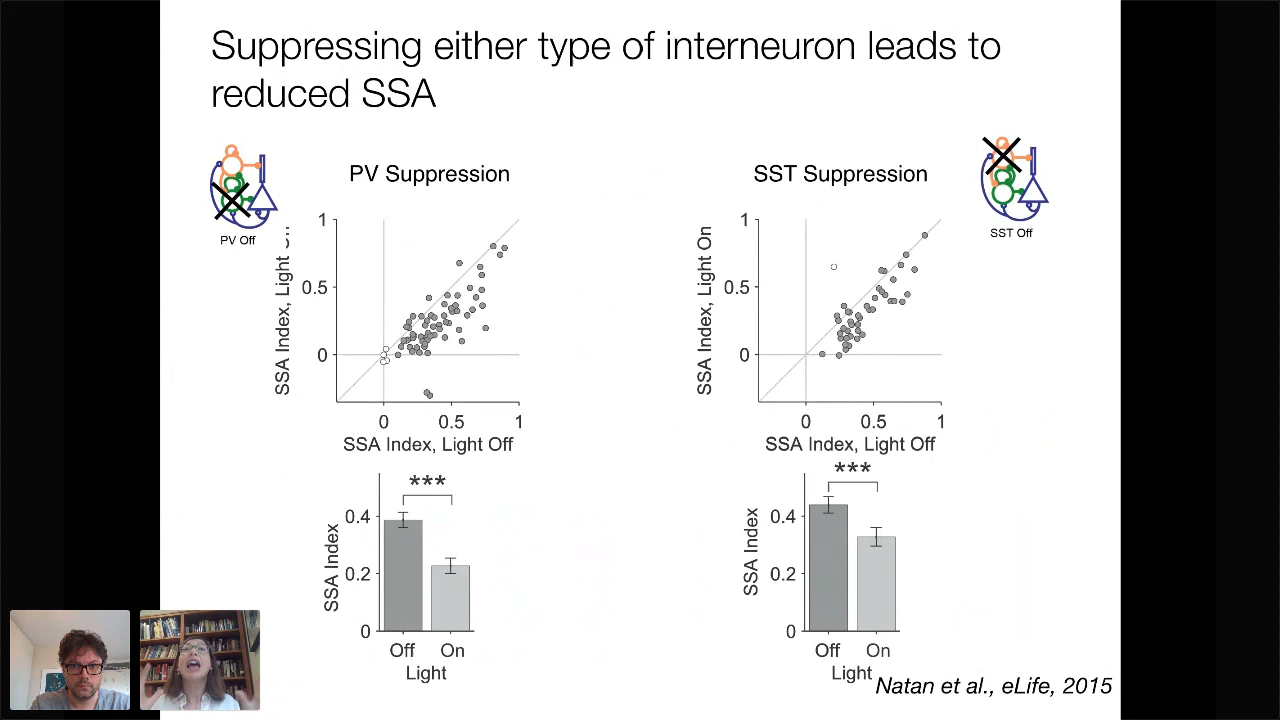 Suppressing either type of interneuron leads to
reduced SSA
PV Suppression
SST Suppression
PV Off
SST Off
SSA Index, Light On
1
0.5
0
0
0.5
1
SSA Index, Light Off
SSA Index, Light On
1
0.5
0
0
0.5
1
SSA Index, Light Off
***
SSA Index
0.4
0.2
0
Off
On
Light
***
SSA Index
0.4
0.2
0
Off
On
Light
Natan et al., eLife, 2015